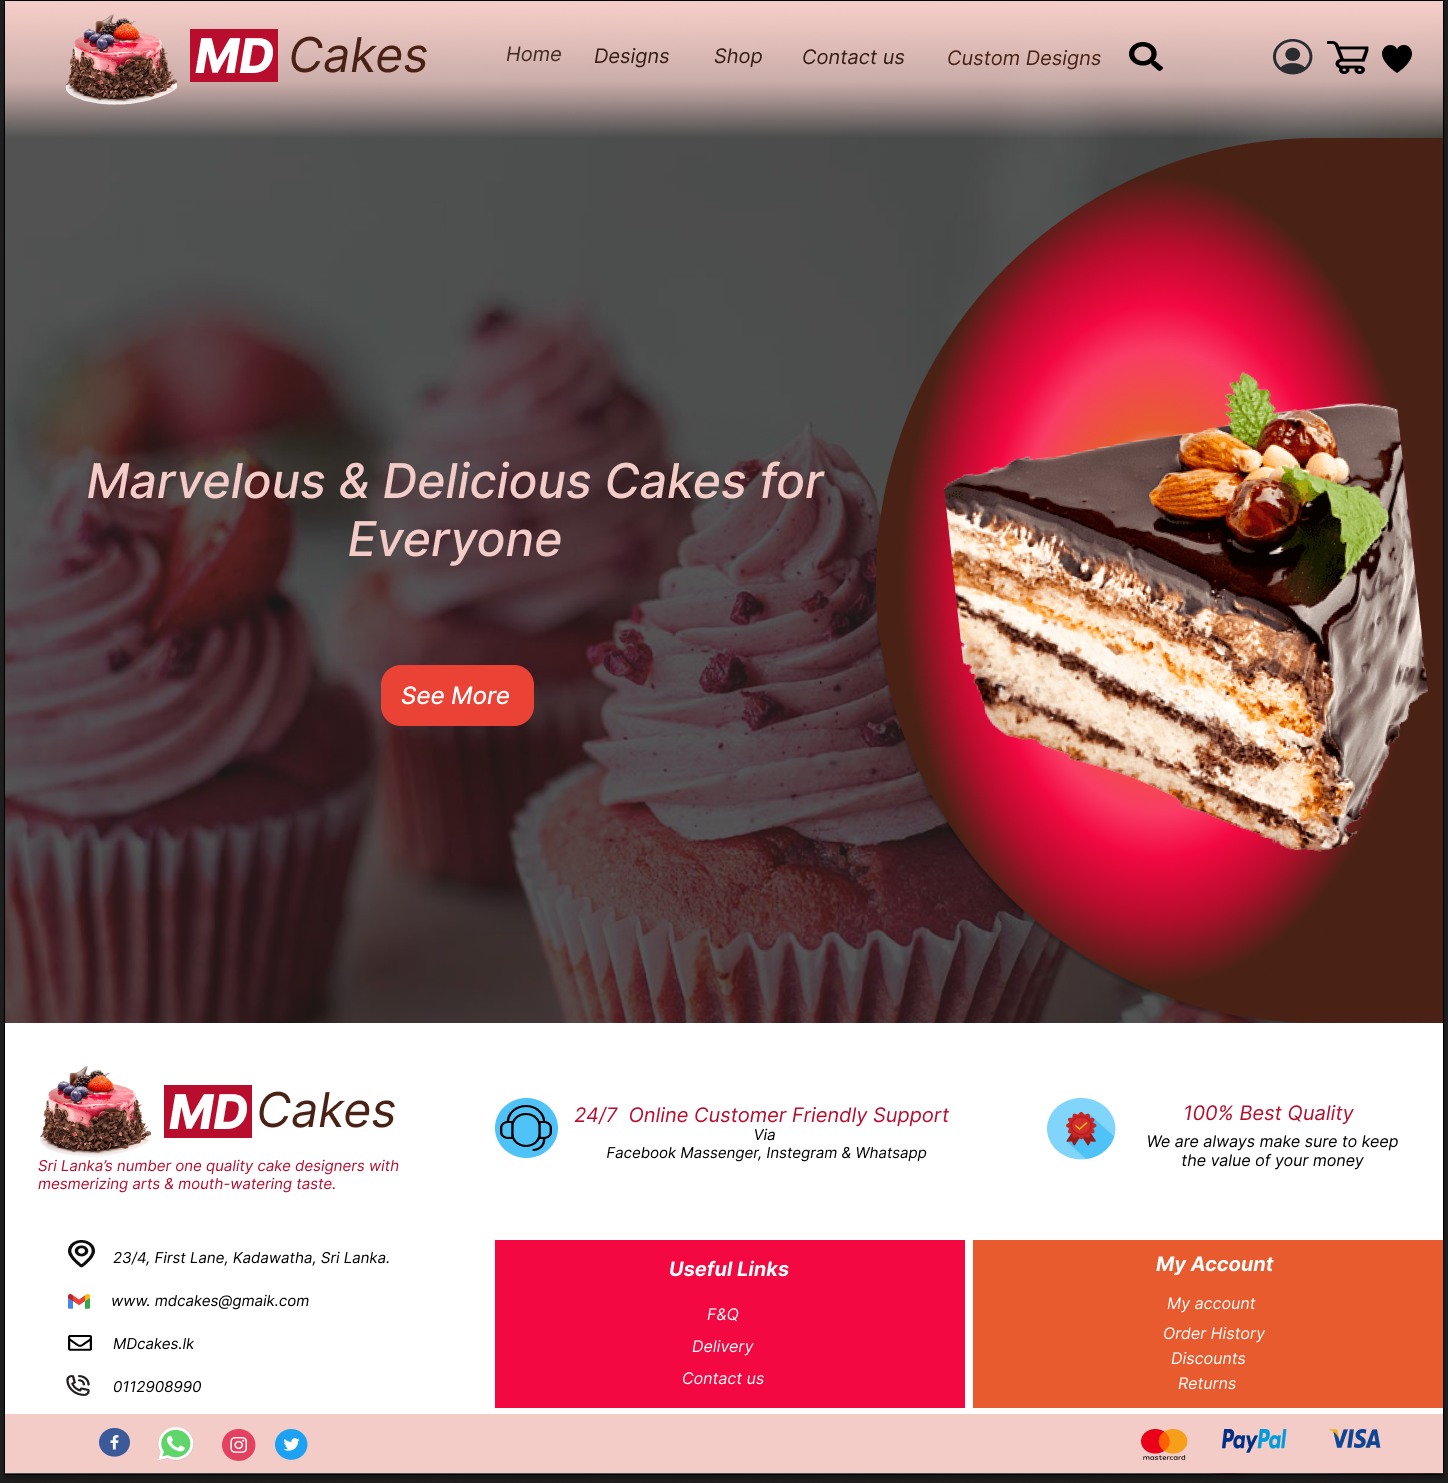 MD Cakes
Home Designs Shop Contact us Custom Designs
Marvelous & Delicious Cakes for
Everyone
See More
MD Cakes
Sri Lanka's number one quality cake designers with
mesmerizing arts & mouth-watering taste.
24/7 Online Customer Friendly Support
Via
Facebook Massenger, Instegram & Whatsapp
100% Best Quality
We are always make sure to keep
the value of your money
23/4, First Lane, Kadawatha, Sri Lanka.
www. mdcakes@gmaik.com
MDcakes.lk
0112908990
Useful Links
F&Q
Delivery
Contact us
My Account
My account
Order History
Discounts
Returns
mastercard
PayPal
VISA